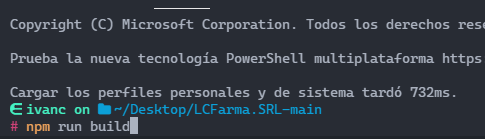 Copyright (C) Microsoft Corporation. Todos los derechos rese
Prueba la nueva tecnología PowerShell multiplataforma https
Cargar los perfiles personales y de sistema tardó 732ms.
ivanc on ~/Desktop/LCFarma.SRL-main
# npm run build